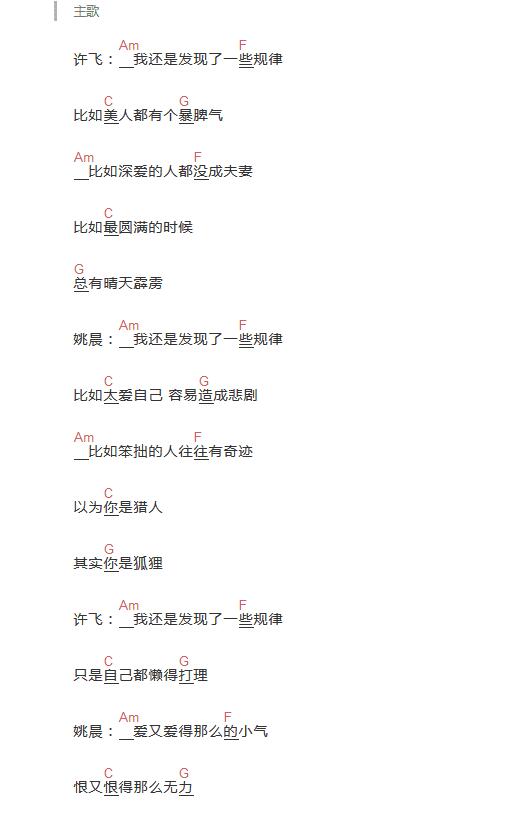 主歌
Am F
许飞：__我还是发现了一些规律
C G
比如美人都有个暴脾气
Am F
__比如深爱的人都没成夫妻
C
比如最圆满的时候
G
总有晴天霹雳
Am F
姚晨：__我还是发现了一些规律
C G
比如太爱自己 容易造成悲剧
Am F
__比如笨拙的人往往有奇迹
C
以为你是猎人
G
其实你是狐狸
Am F
许飞：__我还是发现了一些规律
C G
只是自己都懒得打理
Am F
姚晨：__爱又爱得那么的小气
C G
恨又恨得那么无力